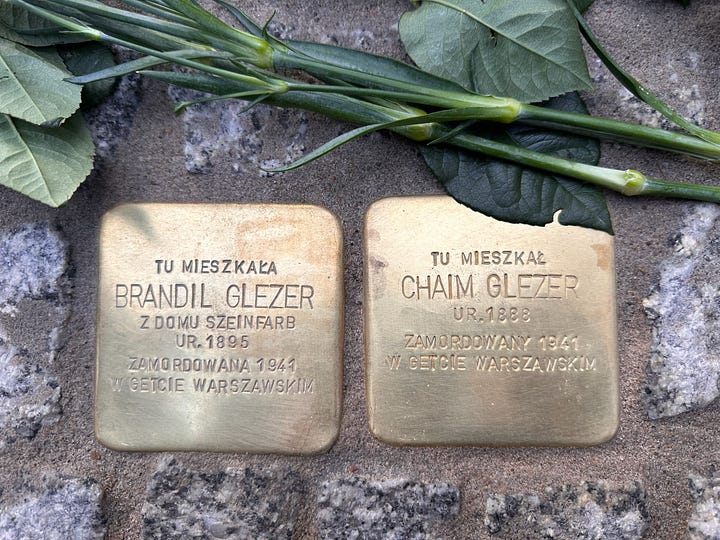 TU MIESZKAŁA
BRANDIL GLEZER
Z DOMU SZEINFARB
UR. 1895
ZAMORDOWANA 1941
W GETCIE WARSZAWSKIM
TU MIESZKAŁ
CHAIM GLEZER
UR. 1888
ZAMORDOWANY 1941
W GETCIE WARSZAWSKIM